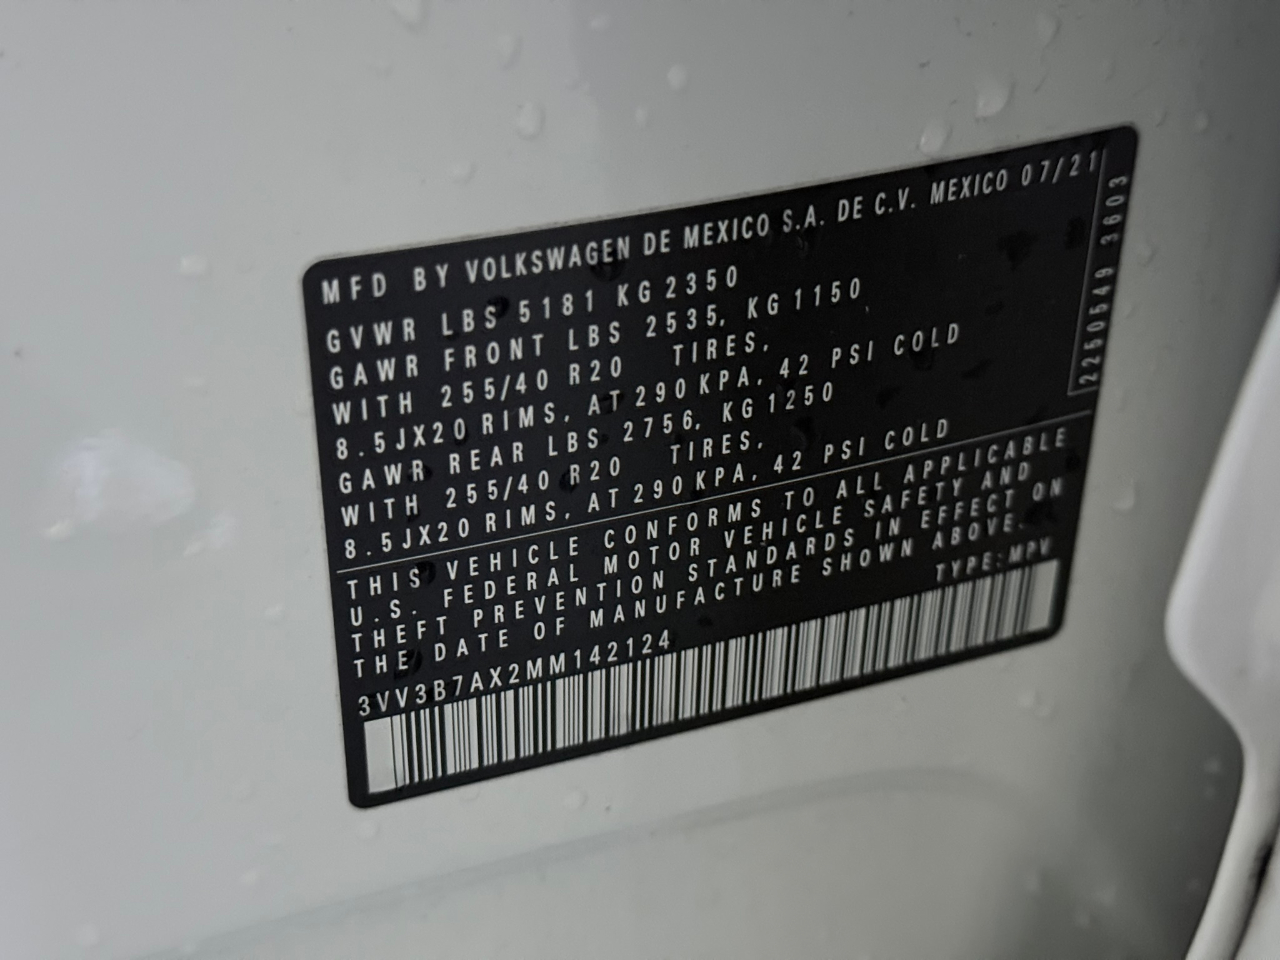 MFD BY VOLKSWAGEN DE MEXICO S.A. DE C.V. MEXICO 07/21
GVWR LBS 5181 KG 2350
GAWR FRONT LBS 2535, KG 1150
WITH 255/40 R20 TIRES,
8.5JX20 RIMS, AT 290 KPA, 42 PSI COLD
GAWR REAR LBS 2756, KG 1250
WITH 255/40 R20 TIRES,
8.5JX20 RIMS, AT 290 KPA, 42 PSI COLD
THIS VEHICLE CONFORMS TO ALL APPLICABLE
U.S. FEDERAL MOTOR VEHICLE SAFETY AND
THEFT PREVENTION STANDARDS IN EFFECT ON
THE DATE OF MANUFACTURE SHOWN ABOVE.
3VV3B7AX2MM142124 TYPE: MPV
2250549 3603